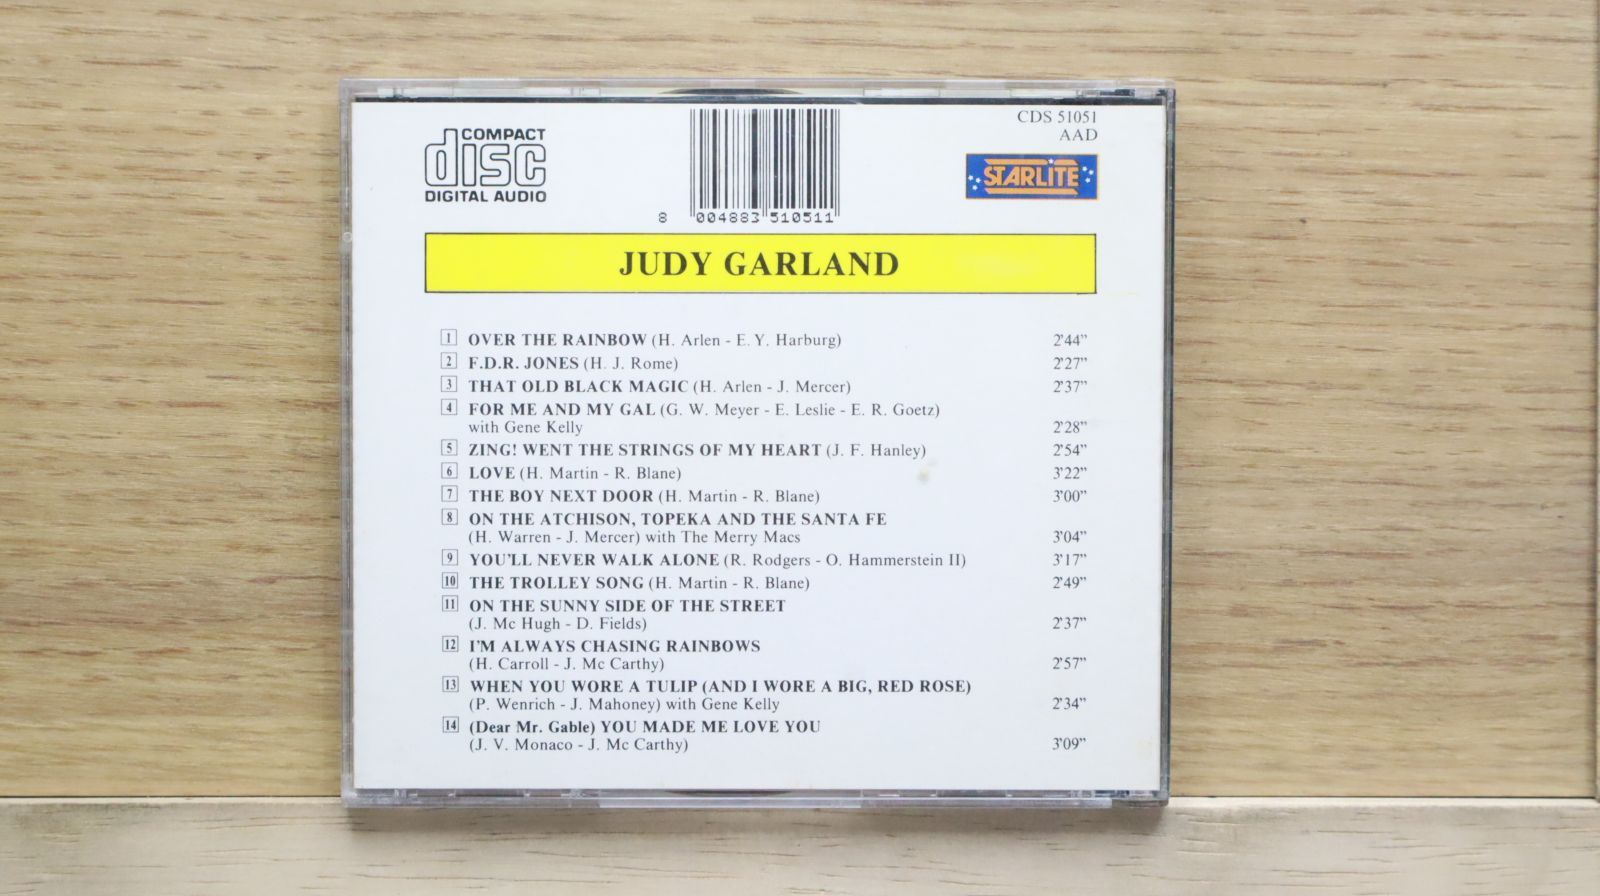 COMPACT
disc
DIGITAL AUDIO
8 004883 510511
CDS 51051
AAD
STARLITE
JUDY GARLAND
1 OVER THE RAINBOW (H. Arlen - E. Y. Harburg) 2'44"
2 F.D.R. JONES (H. J. Rome) 2'27"
3 THAT OLD BLACK MAGIC (H. Arlen - J. Mercer) 2'37"
4 FOR ME AND MY GAL (G. W. Meyer - E. Leslie - E. R. Goetz)
with Gene Kelly 2'28"
5 ZING! WENT THE STRINGS OF MY HEART (J. F. Hanley) 2'54"
6 LOVE (H. Martin - R. Blane) 3'22"
7 THE BOY NEXT DOOR (H. Martin - R. Blane) 3'00"
8 ON THE ATCHISON, TOPEKA AND THE SANTA FE
(H. Warren - J. Mercer) with The Merry Macs 3'04"
9 YOU'LL NEVER WALK ALONE (R. Rodgers - O. Hammerstein II) 3'17"
10 THE TROLLEY SONG (H. Martin - R. Blane) 2'49"
11 ON THE SUNNY SIDE OF THE STREET
(J. Mc Hugh - D. Fields) 2'37"
12 I'M ALWAYS CHASING RAINBOWS
(H. Carroll - J. Mc Carthy) 2'57"
13 WHEN YOU WORE A TULIP (AND I WORE A BIG, RED ROSE)
(P. Wenrich - J. Mahoney) with Gene Kelly 2'34"
14 (Dear Mr. Gable) YOU MADE ME LOVE YOU
(J. V. Monaco - J. Mc Carthy) 3'09"